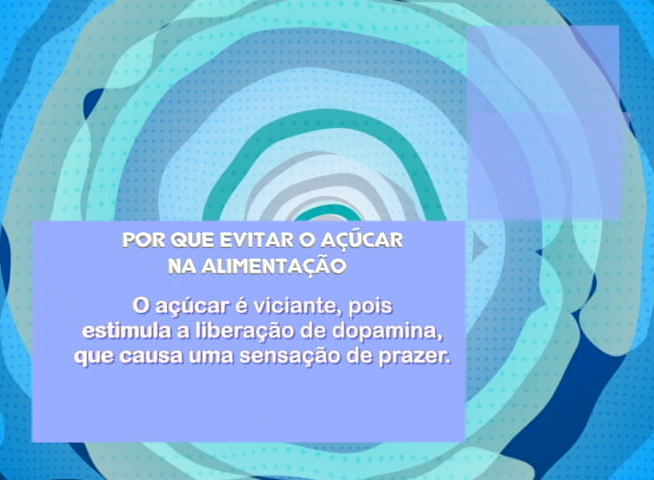 POR QUE EVITAR O AÇÚCAR
NA ALIMENTAÇÃO
O açúcar é viciante, pois
estimula a liberação de dopamina,
que causa uma sensação de prazer.